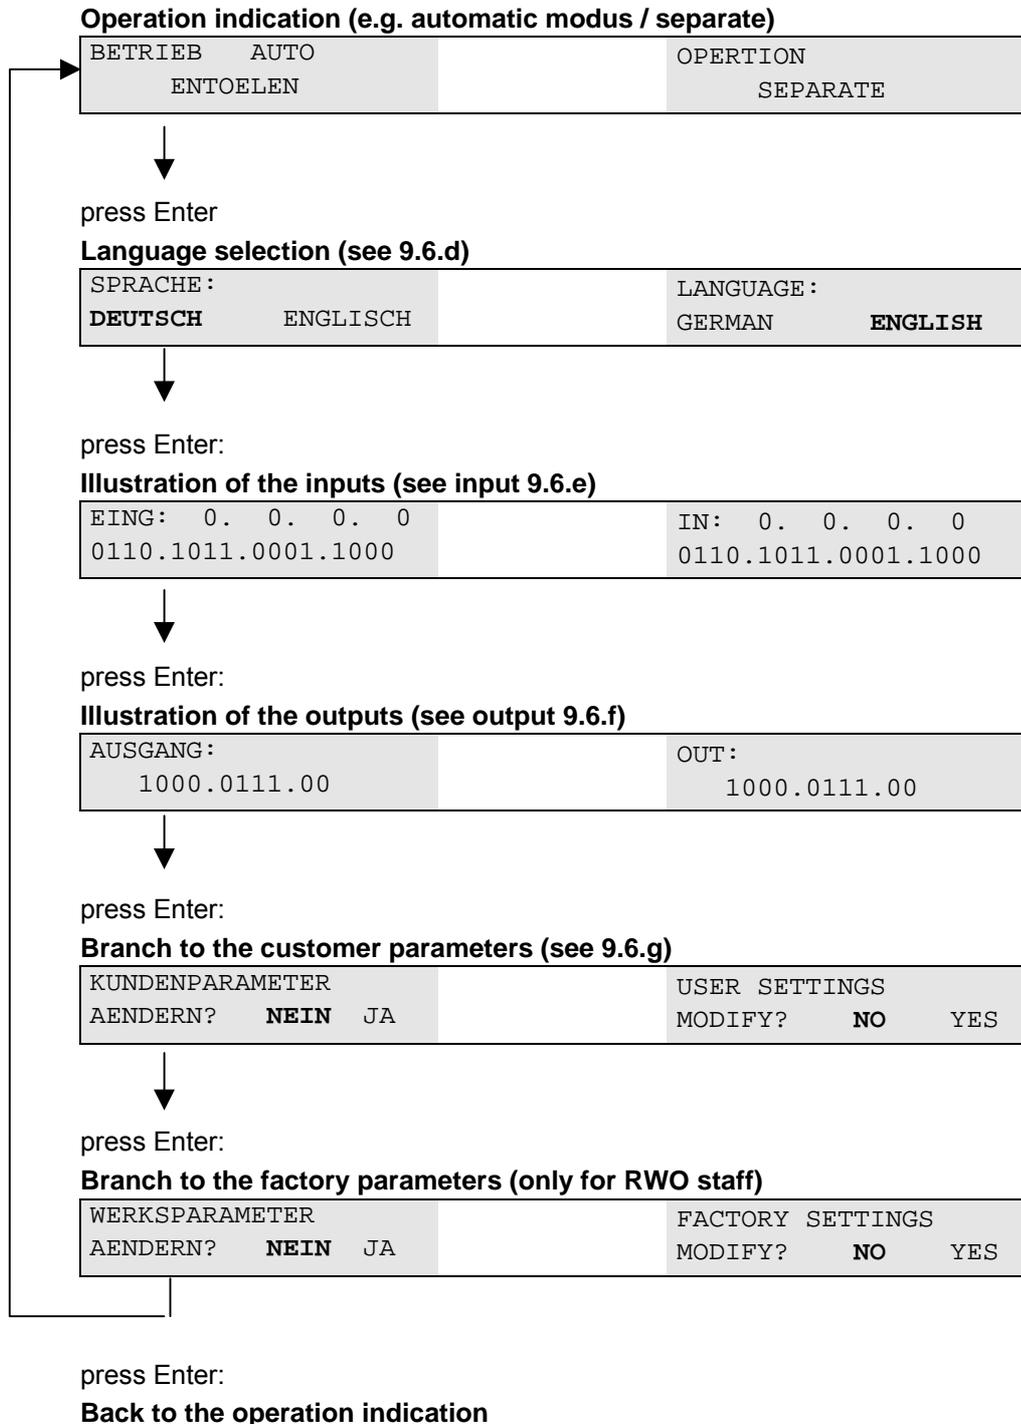 Operation indication (e.g. automatic modus / separate)
BETRIEB AUTO
ENTOELEN
OPERTION
SEPARATE
press Enter
Language selection (see 9.6.d)
SPRACHE:
DEUTSCH ENGLISCH
LANGUAGE:
GERMAN ENGLISH
press Enter:
Illustration of the inputs (see input 9.6.e)
EING: 0. 0. 0. 0
0110.1011.0001.1000
IN: 0. 0. 0. 0
0110.1011.0001.1000
press Enter:
Illustration of the outputs (see output 9.6.f)
AUSGANG:
1000.0111.00
OUT:
1000.0111.00
press Enter:
Branch to the customer parameters (see 9.6.g)
KUNDENPARAMETER
AENDERN? NEIN JA
USER SETTINGS
MODIFY? NO YES
press Enter:
Branch to the factory parameters (only for RWO staff)
WERKSPARAMETER
AENDERN? NEIN JA
FACTORY SETTINGS
MODIFY? NO YES
press Enter:
Back to the operation indication